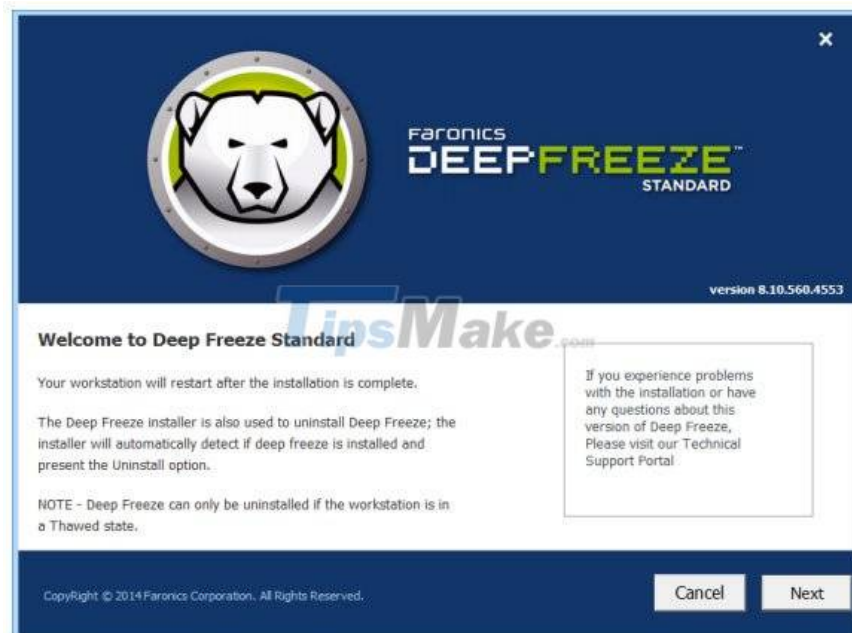 ×
FARONICS
DEEPFREEZE™
STANDARD
version 8.10.560.4553
TipsMake.com
Welcome to Deep Freeze Standard
Your workstation will restart after the installation is complete.
The Deep Freeze installer is also used to uninstall Deep Freeze; the
installer will automatically detect if deep freeze is installed and
present the Uninstall option.
NOTE - Deep Freeze can only be uninstalled if the workstation is in
a Thawed state.
If you experience problems
with the installation or have
any questions about this
version of Deep Freeze,
Please visit our Technical
Support Portal
CopyRight © 2014 Faronics Corporation. All Rights Reserved.
Cancel
Next